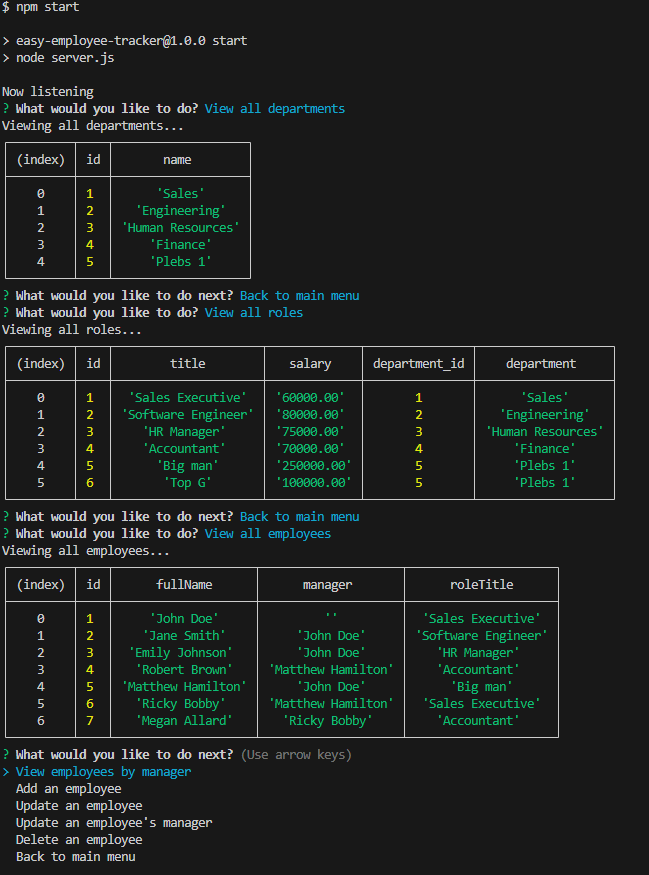 $ npm start
> easy-employee-tracker@1.0.0 start
> node server.js
Now listening
? What would you like to do? View all departments
Viewing all departments...
(index) id name
0 1 'Sales'
1 2 'Engineering'
2 3 'Human Resources'
3 4 'Finance'
4 5 'Plebs 1'
? What would you like to do next? Back to main menu
? What would you like to do? View all roles
Viewing all roles...
(index) id title salary department_id department
0 1 'Sales Executive' '60000.00' 1 'Sales'
1 2 'Software Engineer' '80000.00' 2 'Engineering'
2 3 'HR Manager' '75000.00' 3 'Human Resources'
3 4 'Accountant' '70000.00' 4 'Finance'
4 5 'Big man' '250000.00' 5 'Plebs 1'
5 6 'Top G' '100000.00' 5 'Plebs 1'
? What would you like to do next? Back to main menu
? What would you like to do? View all employees
Viewing all employees...
(index) id fullName manager roleTitle
0 1 'John Doe' '' 'Sales Executive'
1 2 'Jane Smith' 'John Doe' 'Software Engineer'
2 3 'Emily Johnson' 'John Doe' 'HR Manager'
3 4 'Robert Brown' 'Matthew Hamilton' 'Accountant'
4 5 'Matthew Hamilton' 'John Doe' 'Big man'
5 6 'Ricky Bobby' 'Matthew Hamilton' 'Sales Executive'
6 7 'Megan Allard' 'Ricky Bobby' 'Accountant'
? What would you like to do next? (Use arrow keys)
> View employees by manager
Add an employee
Update an employee
Update an employee's manager
Delete an employee
Back to main menu